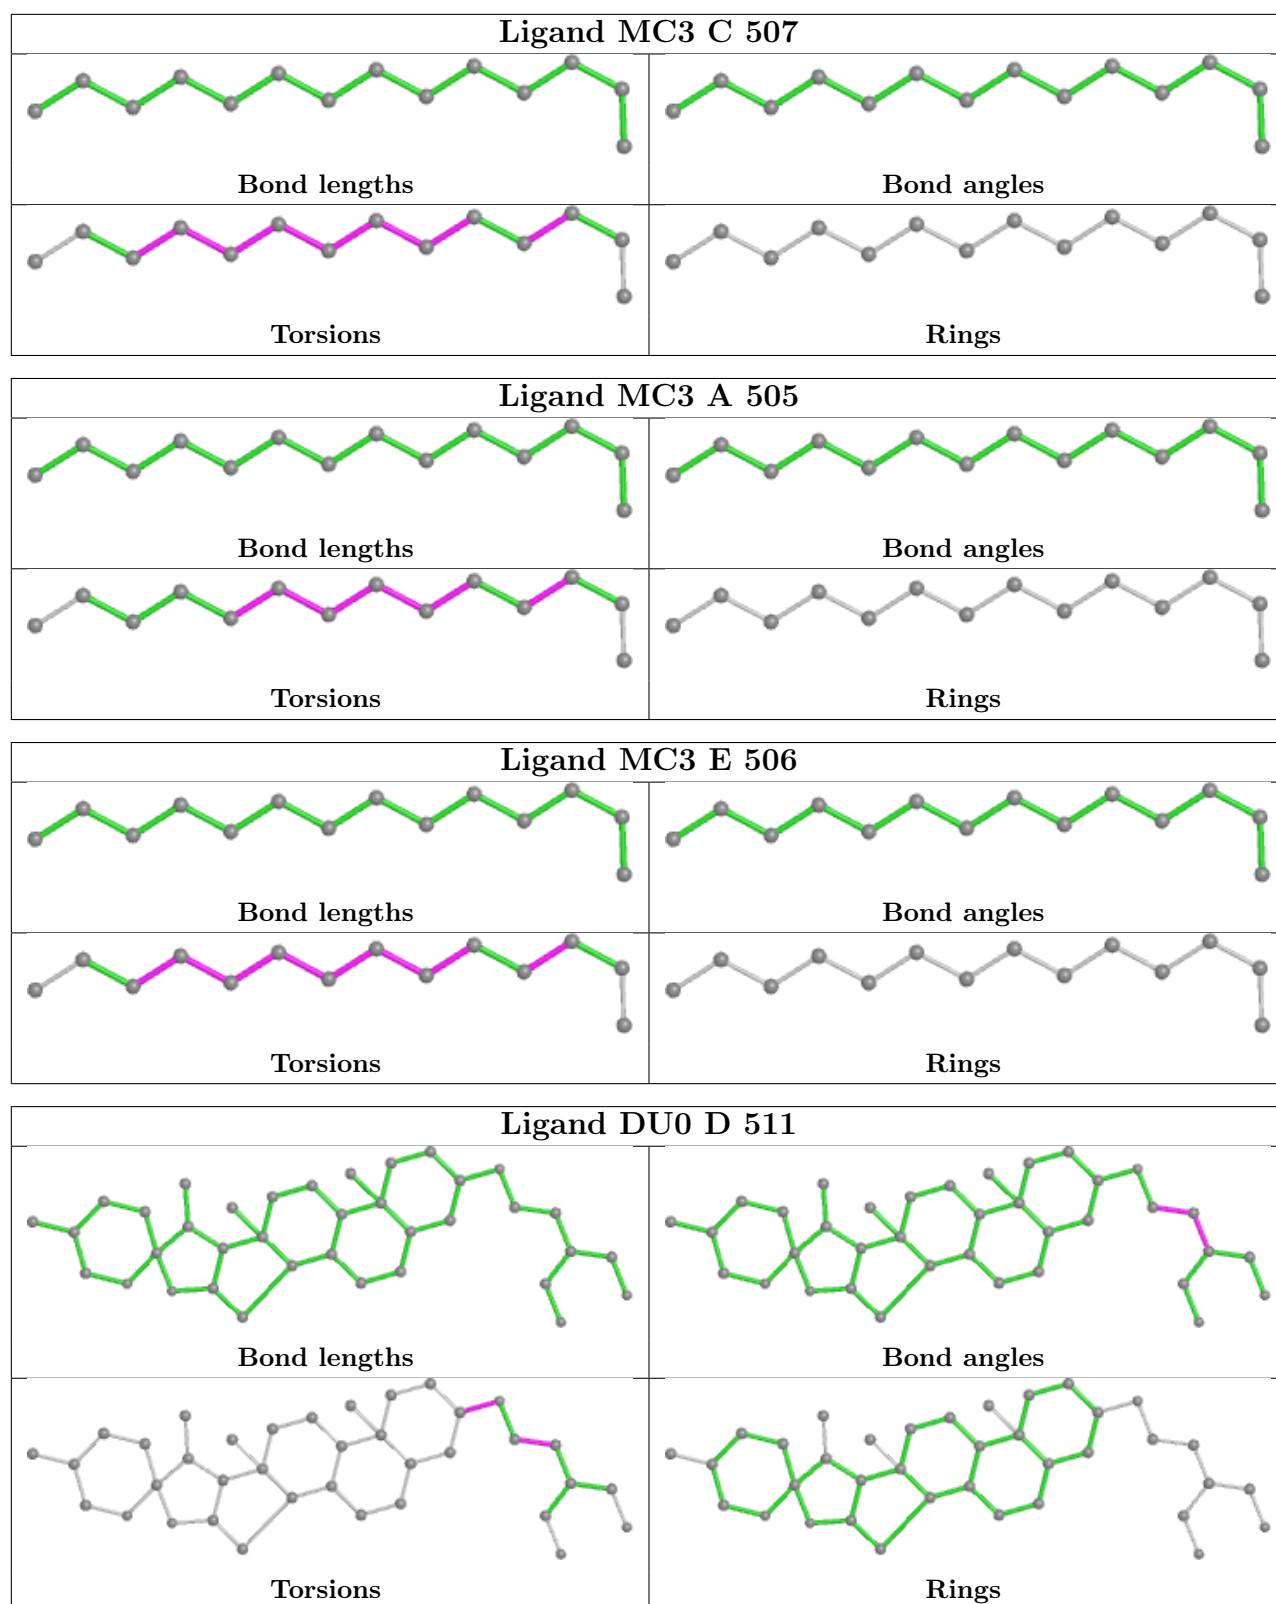 Ligand MC3 C 507
Bond lengths
Bond angles
Torsions
Rings
Ligand MC3 A 505
Bond lengths
Bond angles
Torsions
Rings
Ligand MC3 E 506
Bond lengths
Bond angles
Torsions
Rings
Ligand DU0 D 511
Bond lengths
Bond angles
Torsions
Rings